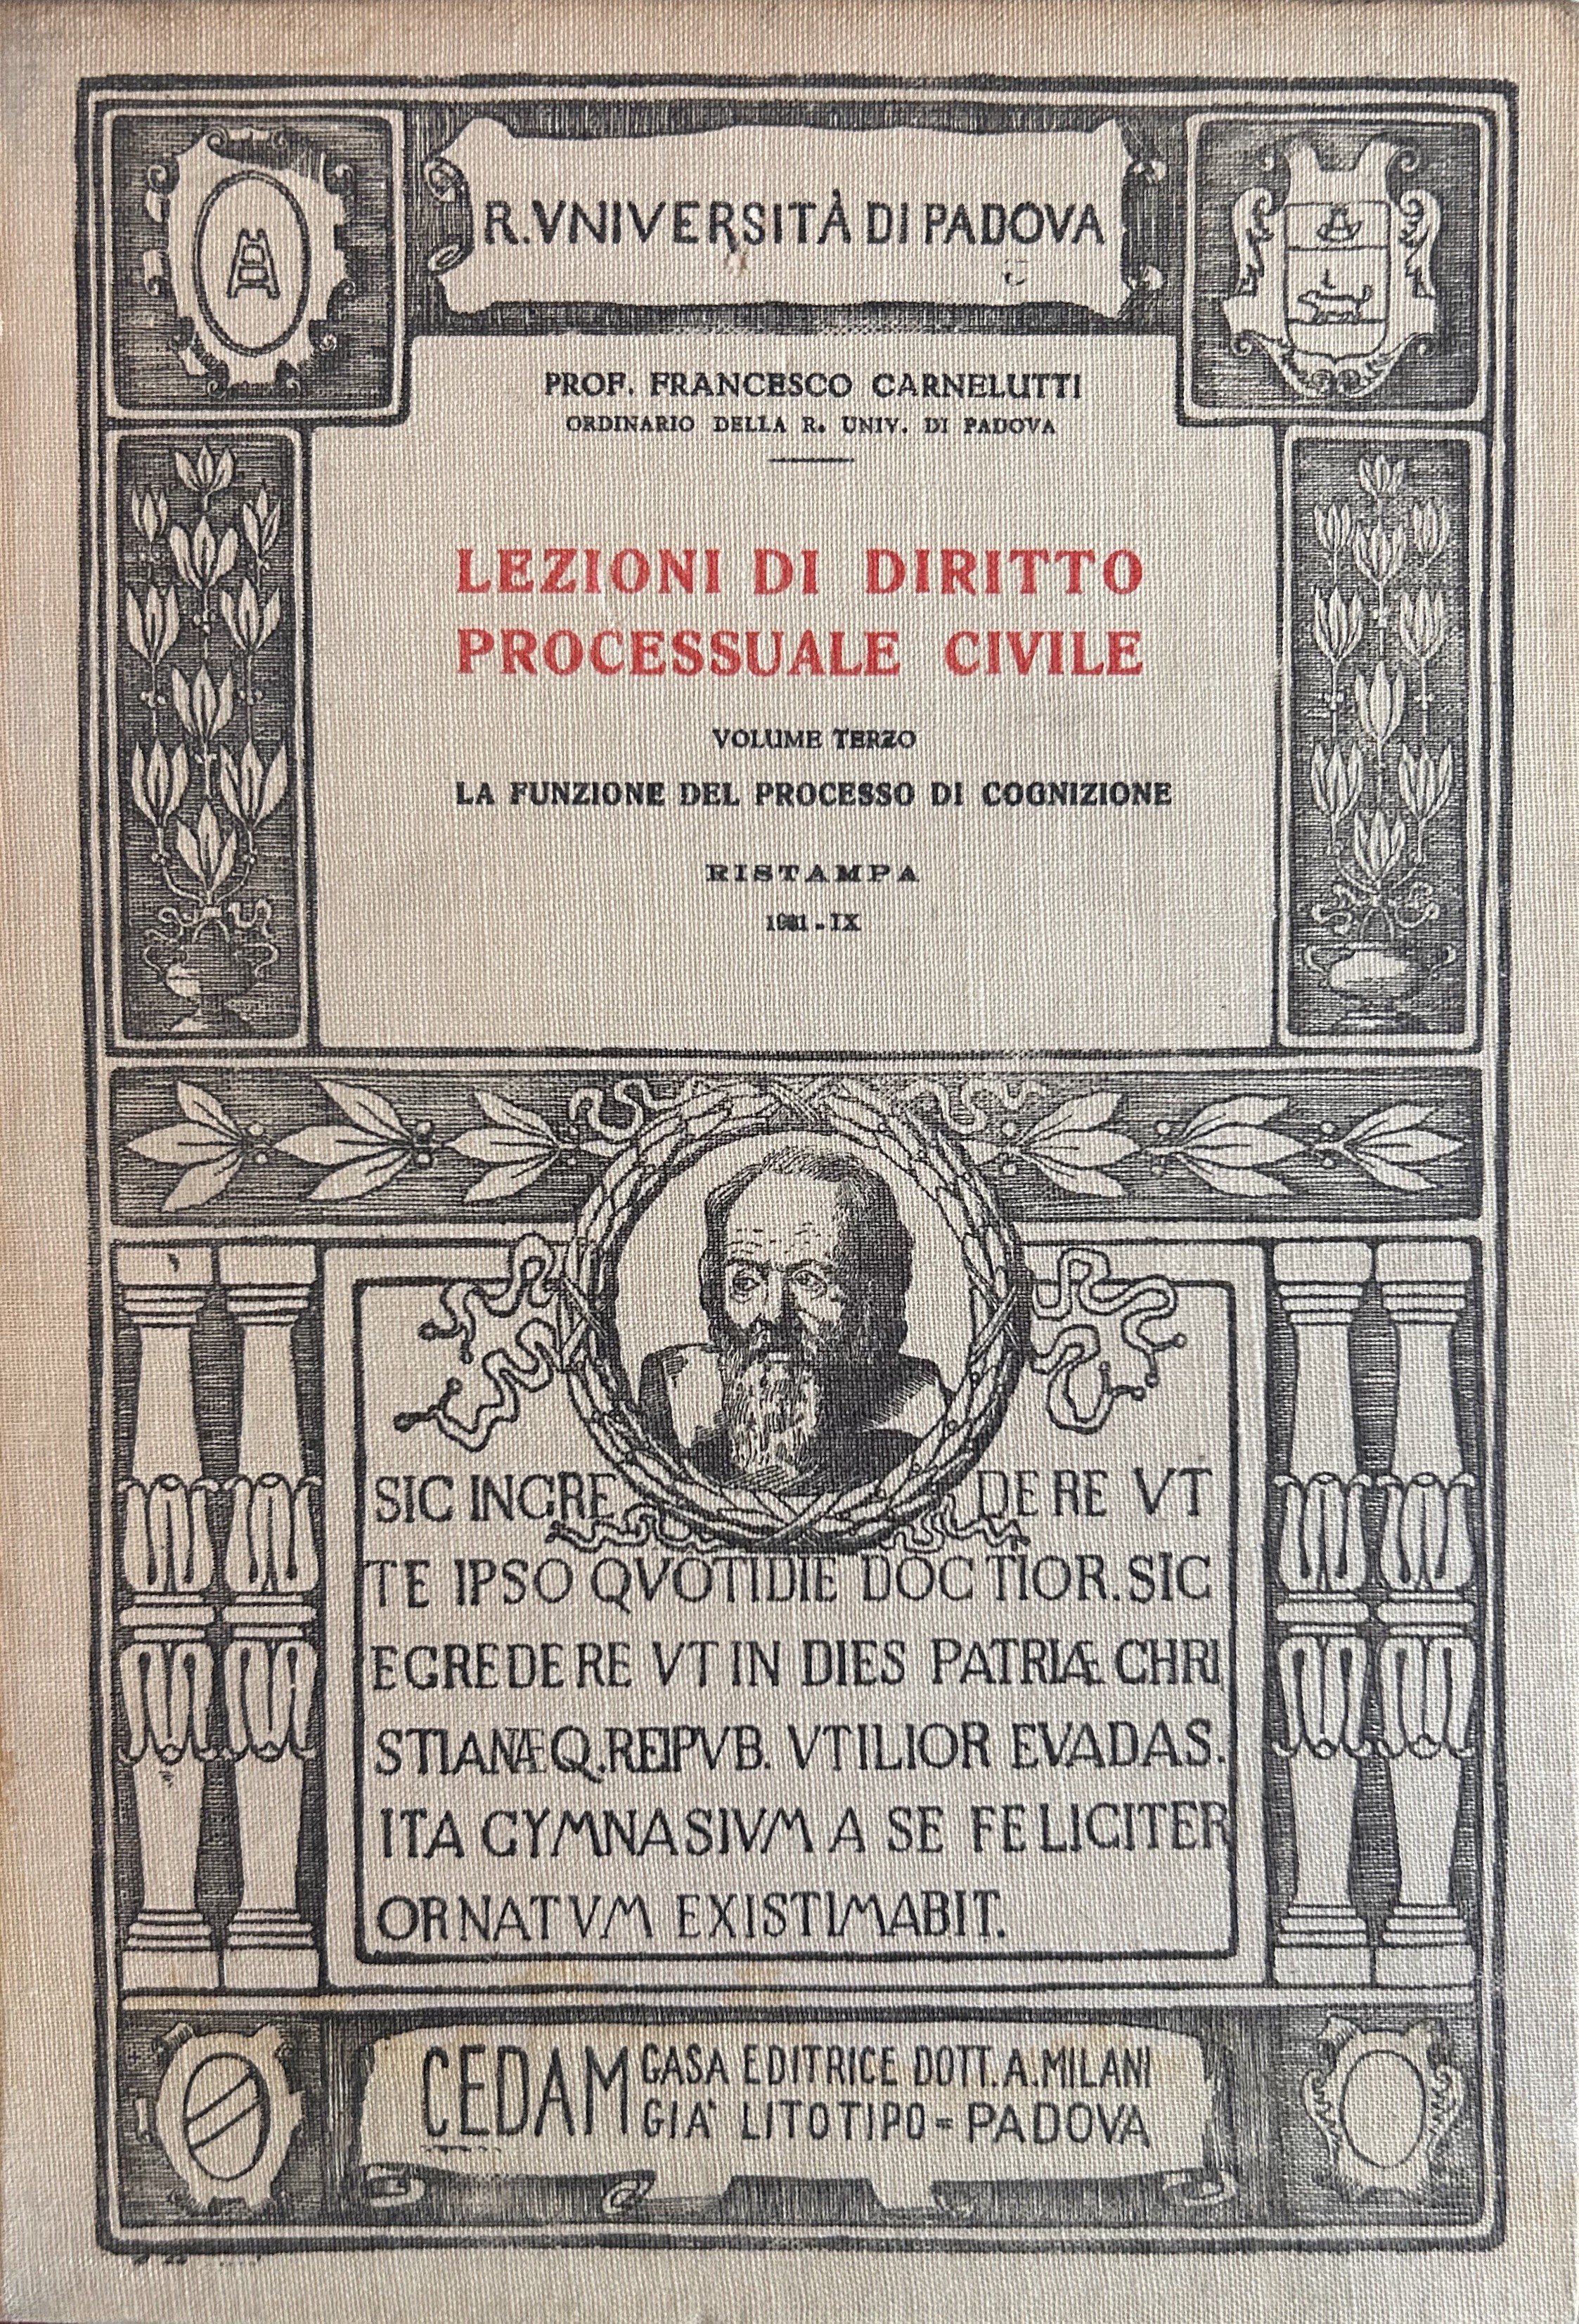 R. VNIVERSITÀ DI PADOVA
PROF. FRANCESCO CARNELUTTI
ORDINARIO DELLA R. UNIV. DI PADOVA
LEZIONI DI DIRITTO
PROCESSUALE CIVILE
VOLUME TERZO
LA FUNZIONE DEL PROCESSO DI COGNIZIONE
RISTAMPA
1931 - IX
SIC INGREDERE VT
TE IPSO QVOTIDIE DOCTIOR. SIC
EGREDERE VT IN DIES PATRIÆ CHRI
STIANÆQ. REIPVB. VTILIOR EVADAS.
ITA GYMNASIVM A SE FELICITER
ORNATVM EXISTIMABIT.
CEDAM CASA EDITRICE DOTT. A. MILANI
GIA' LITOTIPO = PADOVA